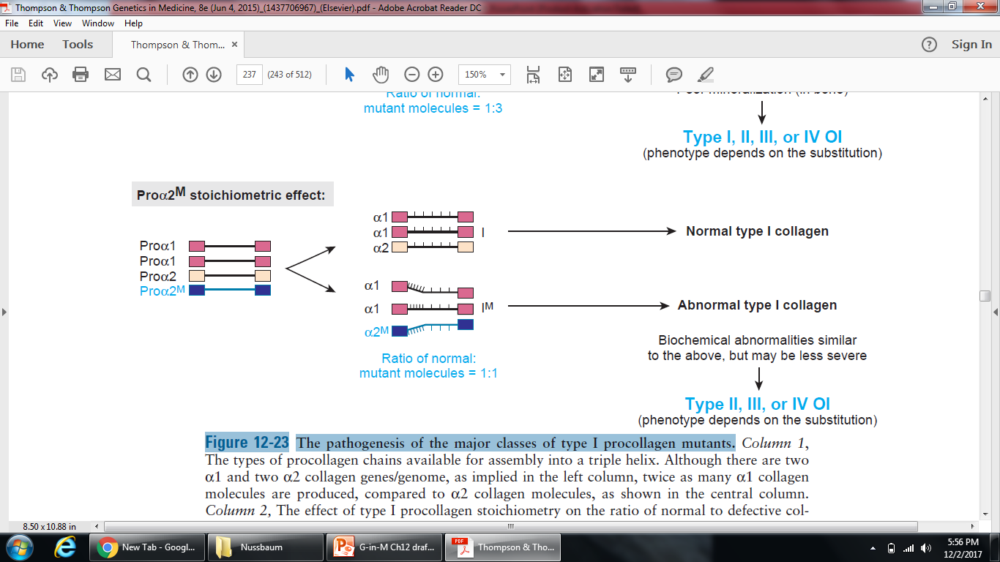 Thompson & Thompson Genetics in Medicine, 8e (Jun 4, 2015)_(1437706967)_(Elsevier).pdf - Adobe Acrobat Reader DC
File Edit View Window Help
Home Tools Thompson & Thom... × Sign In
237 (243 of 512) 150%
Ratio of normal:
mutant molecules = 1:3
Poor mineralization (in bone)
Type I, II, III, or IV OI
(phenotype depends on the substitution)
Proα2M stoichiometric effect:
Proα1
Proα1
Proα2
Proα2M
α1
α1 I
α2
Normal type I collagen
α1
α1 IM
α2M
Abnormal type I collagen
Ratio of normal:
mutant molecules = 1:1
Biochemical abnormalities similar
to the above, but may be less severe
Type II, III, or IV OI
(phenotype depends on the substitution)
Figure 12-23 The pathogenesis of the major classes of type I procollagen mutants. Column 1,
The types of procollagen chains available for assembly into a triple helix. Although there are two
α1 and two α2 collagen genes/genome, as implied in the left column, twice as many α1 collagen
molecules are produced, compared to α2 collagen molecules, as shown in the central column.
Column 2, The effect of type I procollagen stoichiometry on the ratio of normal to defective col-
8.50 x 10.88 in
New Tab - Googl... Nussbaum G-in-M Ch12 draf... Thompson & Tho... 5:56 PM
12/2/2017